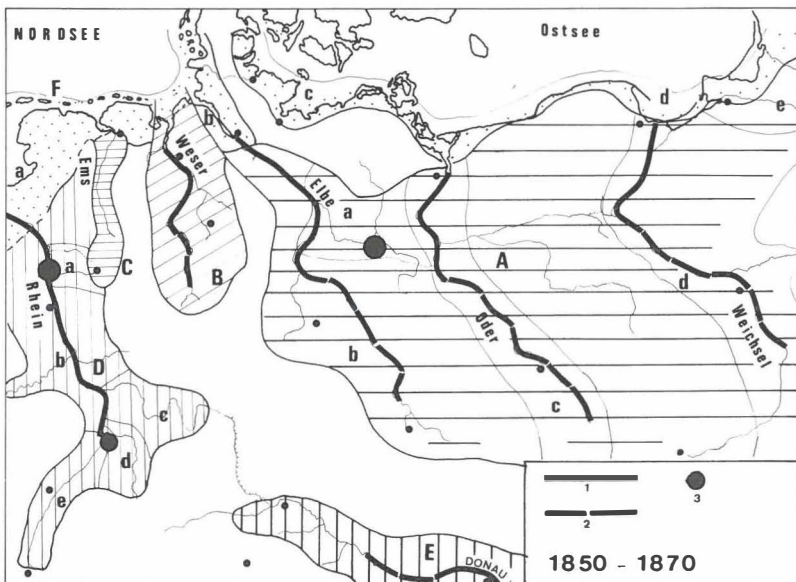 NORDSEE
Ostsee
F
c
d
e
b
a
Ems
Weser
Elbe
a
a
C
B
A
d
Rhein
Weichsel
Oder
b
D
b
c
c
d
e
E
DONAU
1
2
3
1850 - 1870